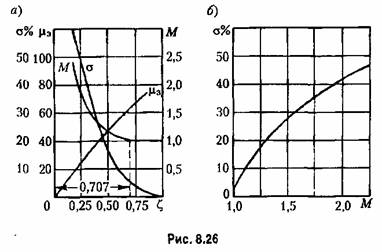 а)
σ% μз M
50 100 2,5
40 80 2,0
30 60 1,5
20 40 1,0
10 20 0,5
M σ μз
0,707
0 0,25 0,50 0,75 ζ
б)
σ%
50
40
30
20
10
0
1,0 1,5 2,0 M
Рис. 8.26